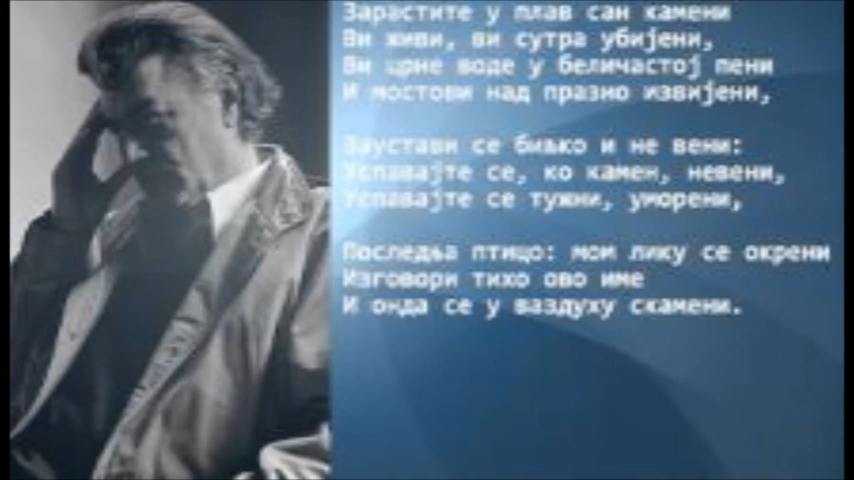 Зарастите у плав сан камени
Ви живи, ви сутра убијени,
Ви црне воде у беличастој пени
И мостови над празно извијени,
Заустави се биљко и не вени:
Успавајте се, ко камен, невени,
Успавајте се тужни, уморени,
Последња птицо: мом лику се окрени
Изговори тихо ово име
И онда се у ваздуху скамени.